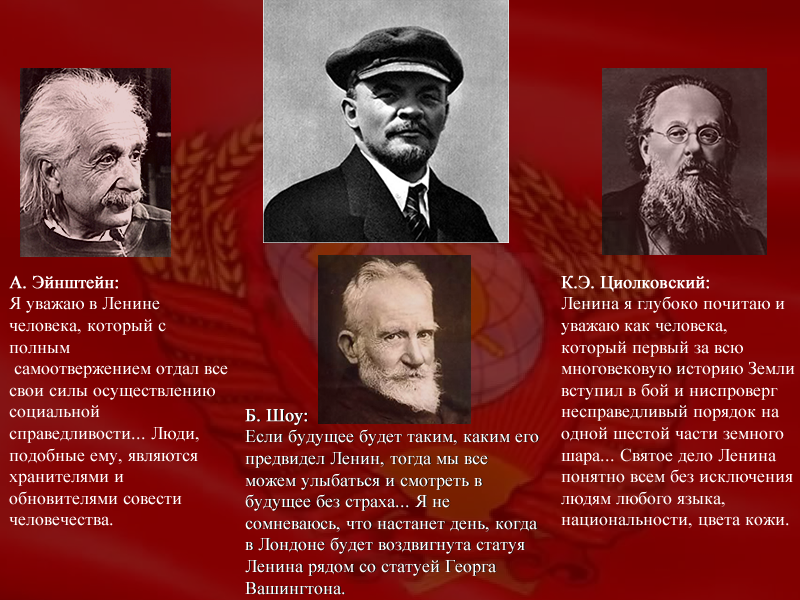 А. Эйнштейн:
Я уважаю в Ленине
человека, который с
полным
самоотвержением отдал все
свои силы осуществлению
социальной
справедливости... Люди,
подобные ему, являются
хранителями и
обновителями совести
человечества.
Б. Шоу:
Если будущее будет таким, каким его
предвидел Ленин, тогда мы все
можем улыбаться и смотреть в
будущее без страха... Я не
сомневаюсь, что настанет день, когда
в Лондоне будет воздвигнута статуя
Ленина рядом со статуей Георга
Вашингтона.
К.Э. Циолковский:
Ленина я глубоко почитаю и
уважаю как человека,
который первый за всю
многовековую историю Земли
вступил в бой и ниспроверг
несправедливый порядок на
одной шестой части земного
шара... Святое дело Ленина
понятно всем без исключения
людям любого языка,
национальности, цвета кожи.